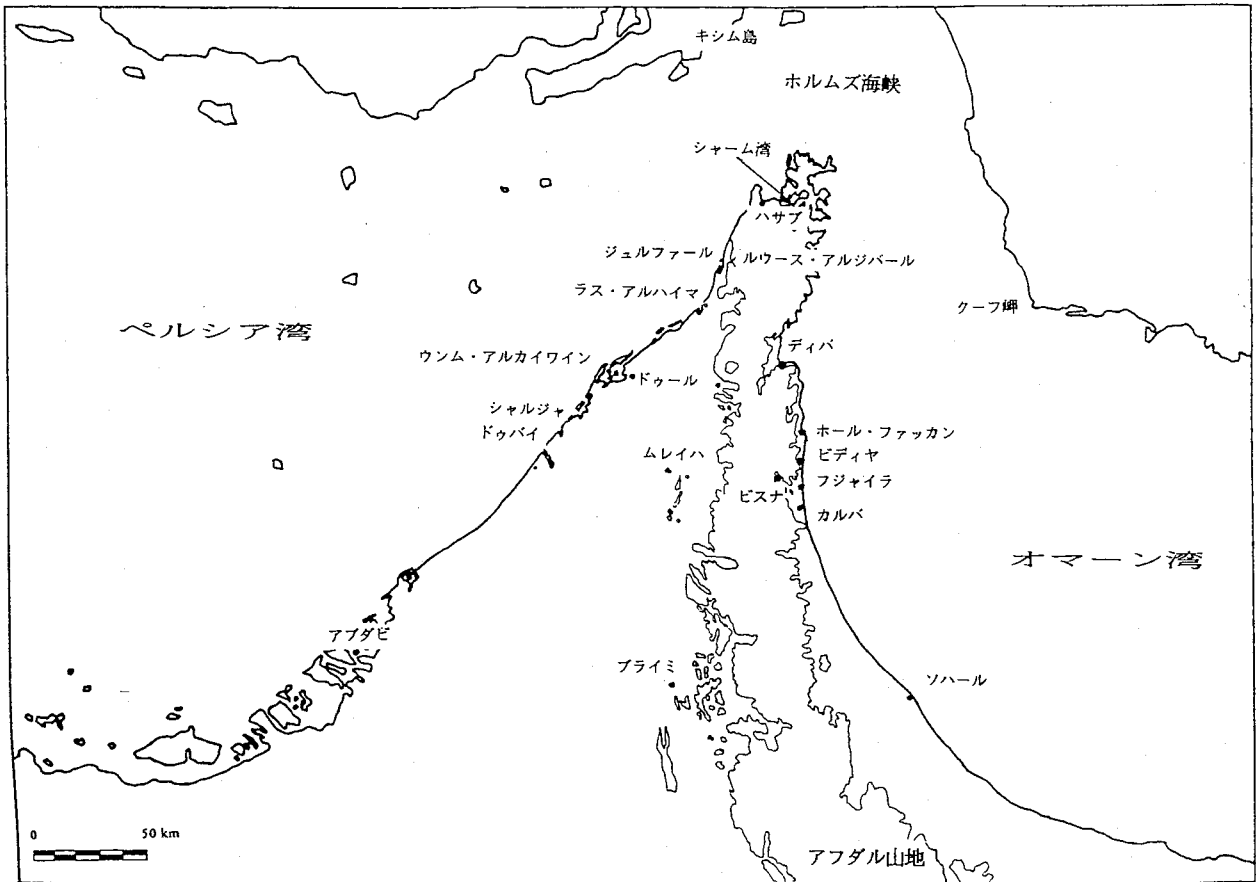 キシム島
ホルムズ海峡
シャーム湾
ハサブ
ジュルファール
ルウース・アルジバール
ラス・アルハイマ
クーフ岬
ペルシア湾
ディバ
ウンム・アルカイワイン
ドゥール
シャルジャ
ドゥバイ
ホール・ファッカン
ムレイハ
ビディヤ
フジャイラ
ビスナ
カルバ
オマーン湾
アブダビ
ブライミ
ソハール
0 50 km
アフダル山地